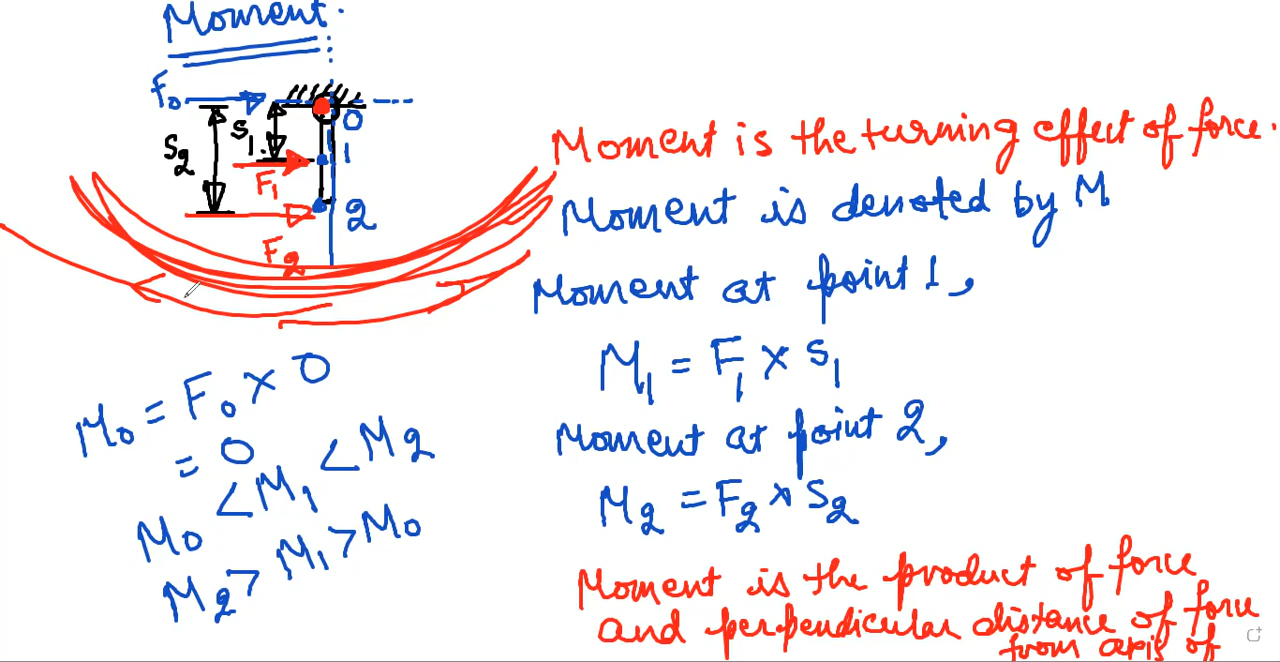 Moment.
F0
S2
S1.
0
1
F1
2
F2
M0 = F0 × 0
= 0
M0 < M1 < M2
M2 > M1 > M0
Moment is the turning effect of force.
Moment is denoted by M
Moment at point 1,
M1 = F1 × S1
Moment at point 2,
M2 = F2 × S2
Moment is the product of force
and perpendicular distance of force
from axis of